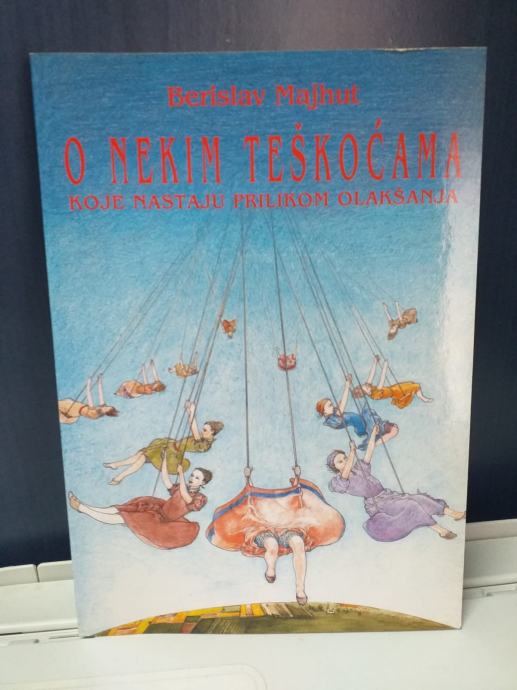 Berislav Majhut
O NEKIM TEŠKOĆAMA
KOJE NASTAJU PRILIKOM OLAKŠANJA